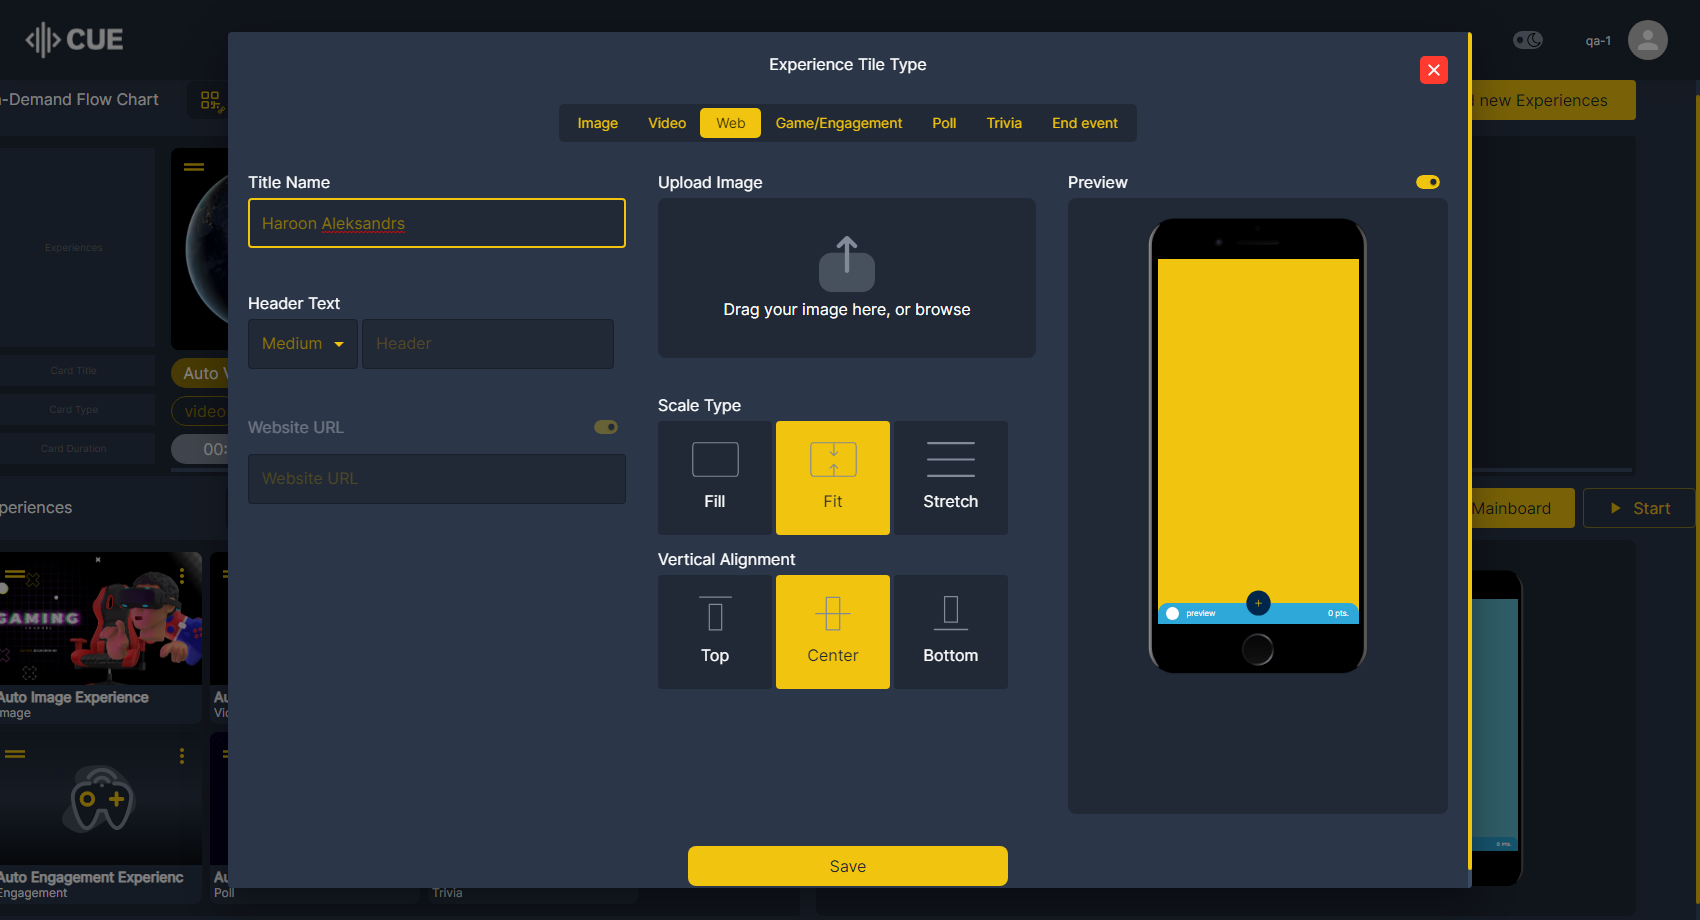 CUE
Experience Tile Type
qa-1
-Demand Flow Chart
new Experiences
Image Video Web Game/Engagement Poll Trivia End event
Title Name
Haroon Aleksandrs
Upload Image
Drag your image here, or browse
Preview
Experiences
Header Text
Medium Header
Card Title
Auto
Card Type
video
Card Duration
00:
Website URL
Website URL
Scale Type
Fill Fit Stretch
periences
Mainboard
Start
Vertical Alignment
Top Center Bottom
preview
0 pts.
GAMING
Auto Image Experience
mage
Au
Vic
0 pts.
Auto Engagement Experienc
Engagement
Au
Poll
Trivia
Save